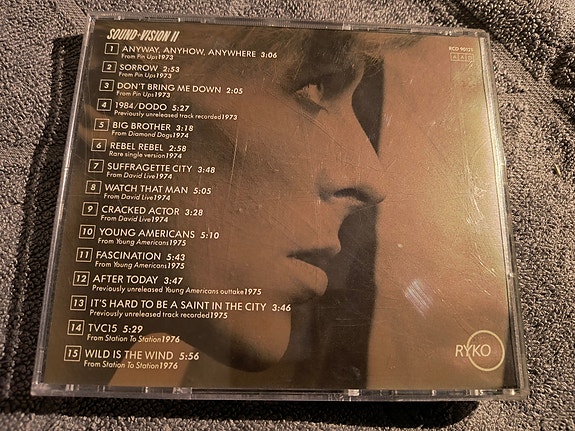 SOUND+VISION II
RCD 90121
AAD
1 ANYWAY, ANYHOW, ANYWHERE 3:06
From Pin Ups 1973
2 SORROW 2:53
From Pin Ups 1973
3 DON'T BRING ME DOWN 2:05
From Pin Ups 1973
4 1984/DODO 5:27
Previously unreleased track recorded 1973
5 BIG BROTHER 3:18
From Diamond Dogs 1974
6 REBEL REBEL 2:58
Rare single version 1974
7 SUFFRAGETTE CITY 3:48
From David Live 1974
8 WATCH THAT MAN 5:05
From David Live 1974
9 CRACKED ACTOR 3:28
From David Live 1974
10 YOUNG AMERICANS 5:10
From Young Americans 1975
11 FASCINATION 5:43
From Young Americans 1975
12 AFTER TODAY 3:47
Previously unreleased Young Americans outtake 1975
13 IT'S HARD TO BE A SAINT IN THE CITY 3:46
Previously unreleased track recorded 1975
14 TVC15 5:29
From Station To Station 1976
15 WILD IS THE WIND 5:56
From Station To Station 1976
RYKO